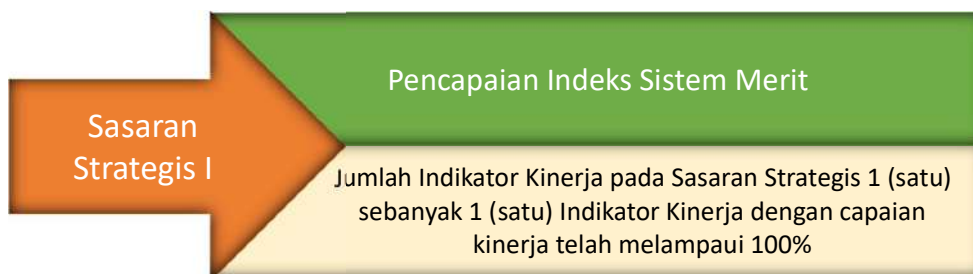 Sasaran
Strategis I
Pencapaian Indeks Sistem Merit
Jumlah Indikator Kinerja pada Sasaran Strategis 1 (satu)
sebanyak 1 (satu) Indikator Kinerja dengan capaian
kinerja telah melampaui 100%